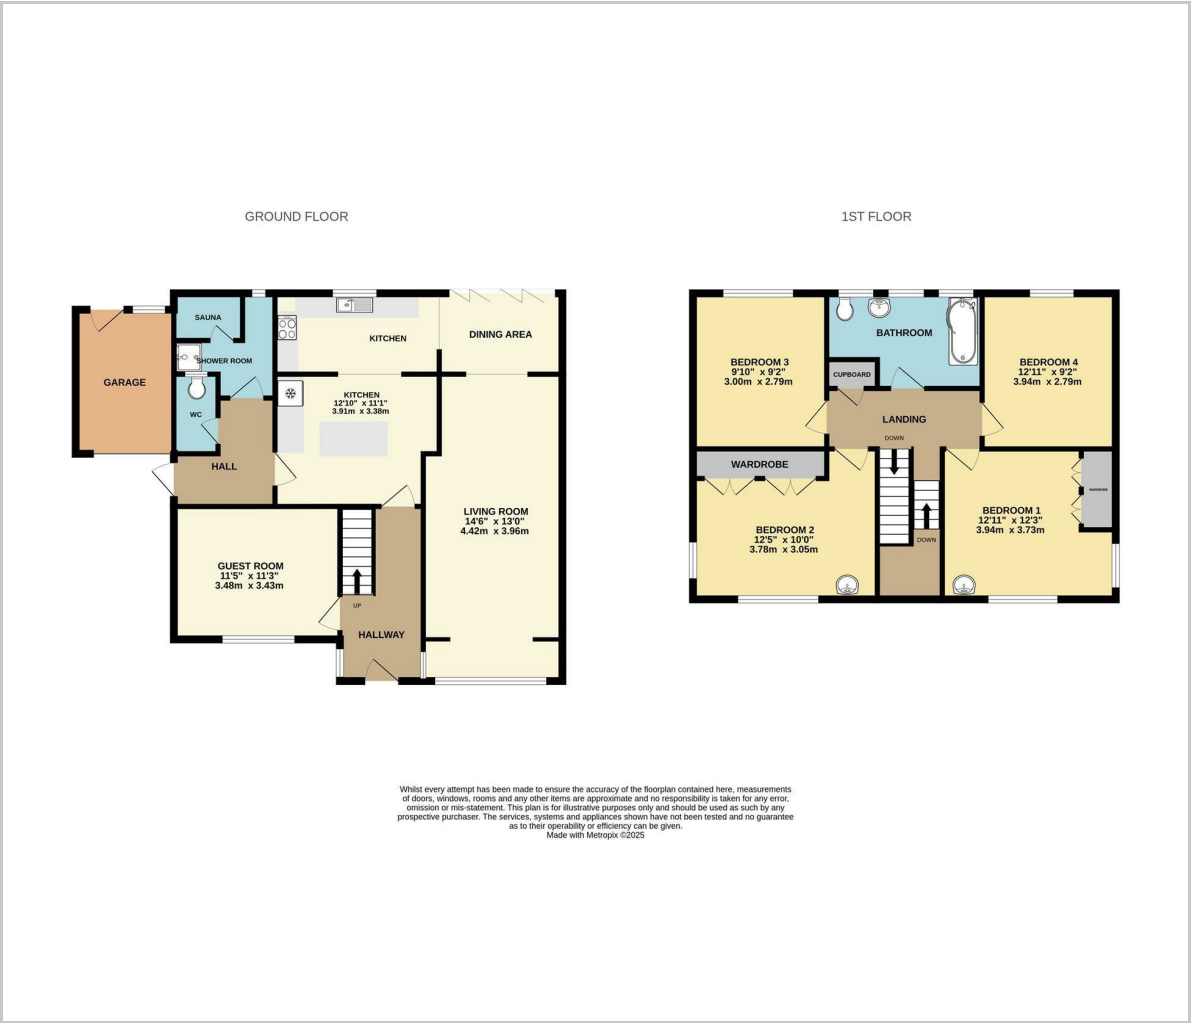 GROUND FLOOR
1ST FLOOR
SAUNA
SHOWER ROOM
GARAGE
WC
HALL
KITCHEN
DINING AREA
KITCHEN
12'10" x 11'1"
3.91m x 3.38m
LIVING ROOM
14'6" x 13'0"
4.42m x 3.96m
GUEST ROOM
11'5" x 11'3"
3.48m x 3.43m
UP
HALLWAY
BEDROOM 3
9'10" x 9'2"
3.00m x 2.79m
BATHROOM
CUPBOARD
BEDROOM 4
12'11" x 9'2"
3.94m x 2.79m
LANDING
DOWN
WARDROBE
WARDROBE
BEDROOM 2
12'5" x 10'0"
3.78m x 3.05m
BEDROOM 1
12'11" x 12'3"
3.94m x 3.73m
DOWN
Whilst every attempt has been made to ensure the accuracy of the floorplan contained here, measurements
of doors, windows, rooms and any other items are approximate and no responsibility is taken for any error,
omission or mis-statement. This plan is for illustrative purposes only and should be used as such by any
prospective purchaser. The services, systems and appliances shown have not been tested and no guarantee
as to their operability or efficiency can be given.
Made with Metropix ©2025